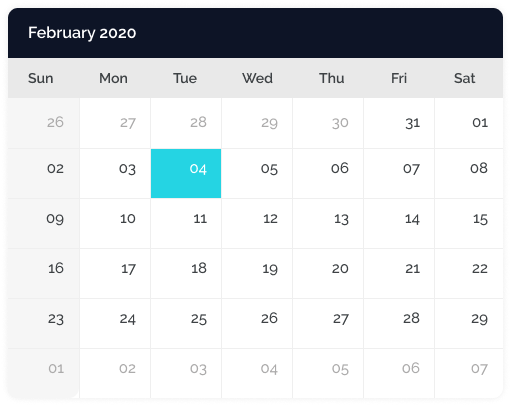 February 2020
Sun Mon Tue Wed Thu Fri Sat
26 27 28 29 30 31 01
02 03 04 05 06 07 08
09 10 11 12 13 14 15
16 17 18 19 20 21 22
23 24 25 26 27 28 29
01 02 03 04 05 06 07